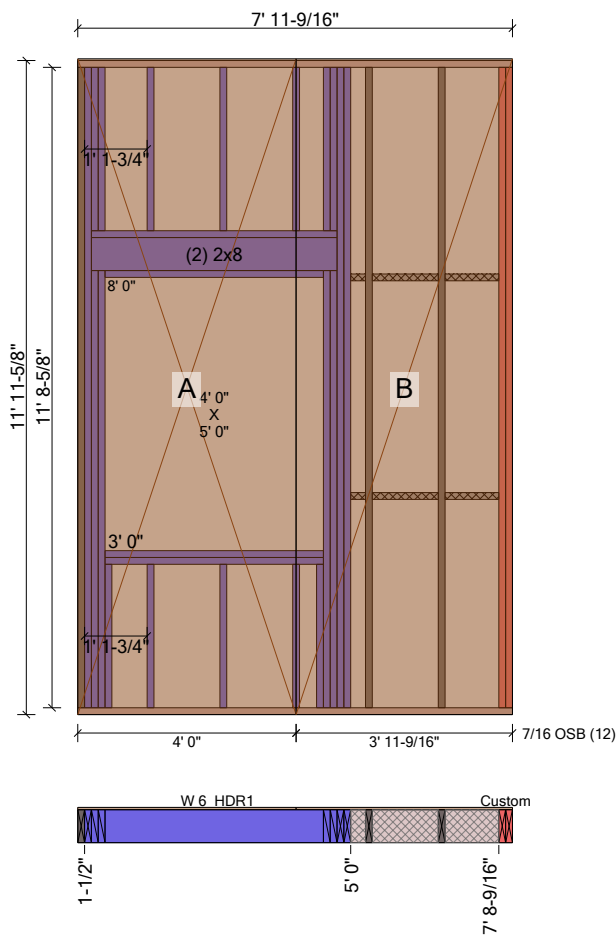 7' 11-9/16"
1' 1-3/4"
(2) 2x8
8' 0"
11' 11-5/8"
11' 8-5/8"
A
4' 0"
X
5' 0"
B
3' 0"
1' 1-3/4"
4' 0"
3' 11-9/16"
7/16 OSB (12)
W 6 HDR1
Custom
1-1/2"
5' 0"
7' 8-9/16"